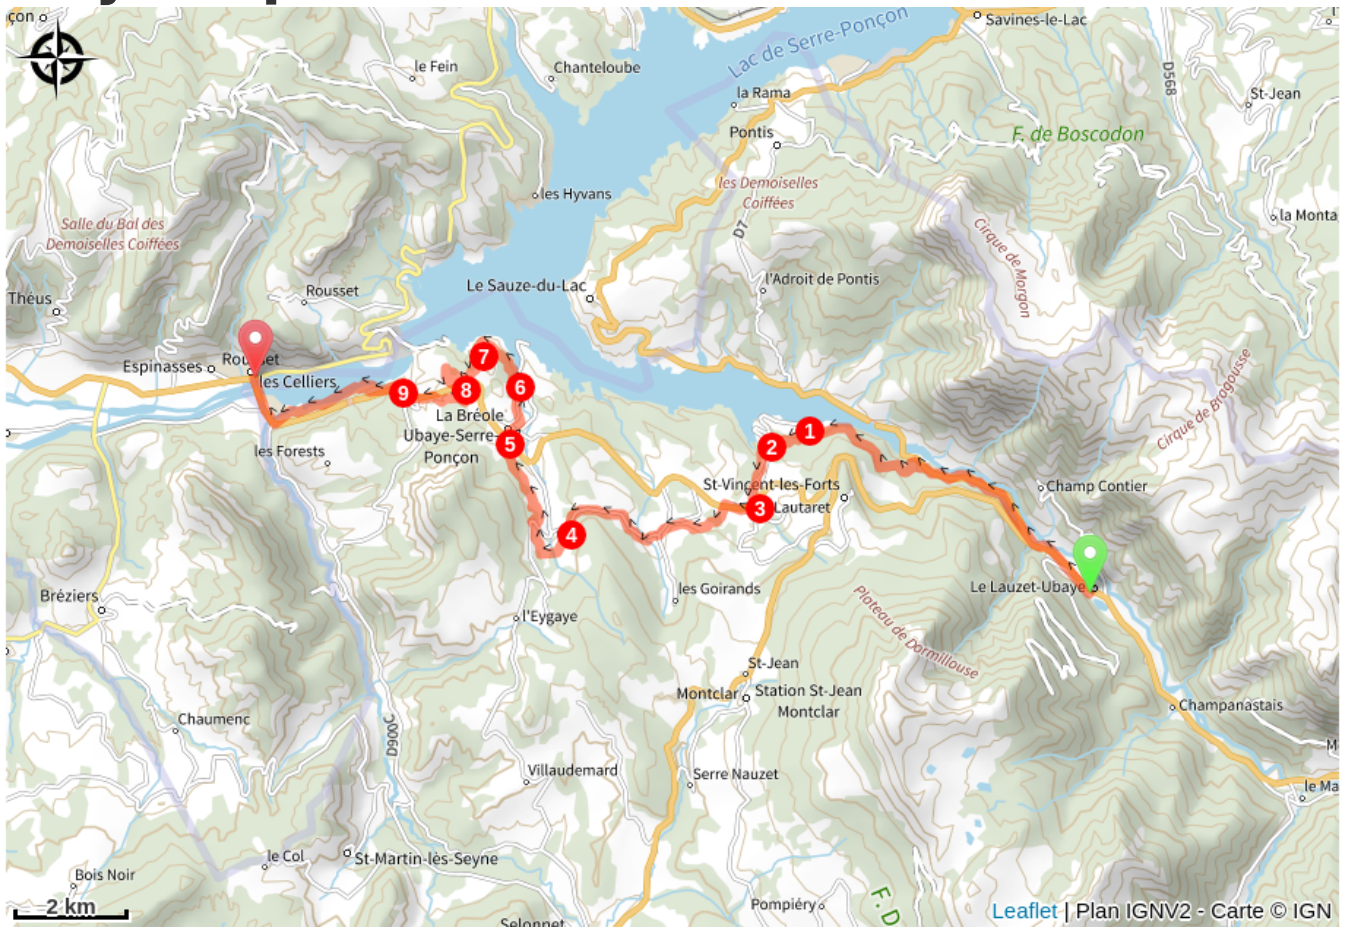 çon
Savines-le-Lac
Lac de Serre-Ponçon
le Fein
Chanteloube
D568
la Rama
St-Jean
Pontis
F. de Boscodon
les Demoiselles
Coiffées
les Hyvans
Salle du Bal des
Demoiselles Coiffées
D7
la Monta
Cirque de Morgon
l'Adroit de Pontis
Le Sauze-du-Lac
Rousset
Théus
Espinasses
les Celliers
7
6
8
9
La Bréole
Ubaye-Serre-
Ponçon
5
1
2
Cirque de Bragousse
les Forests
St-Vincent-les-Forts
3
Lautaret
Champ Contier
4
Le Lauzet-Ubaye
les Goirands
Bréziers
l'Eygaye
Plateau de Dormillouse
St-Jean
Montclar
Station St-Jean
Montclar
Champanastais
Chaumenc
D900C
Villaudemard
Serre Nauzet
le Ma
le Col
St-Martin-lès-Seyne
Bois Noir
Pompiéry
F. D
2 km
Selonnet
Leaflet | Plan IGNV2 - Carte © IGN